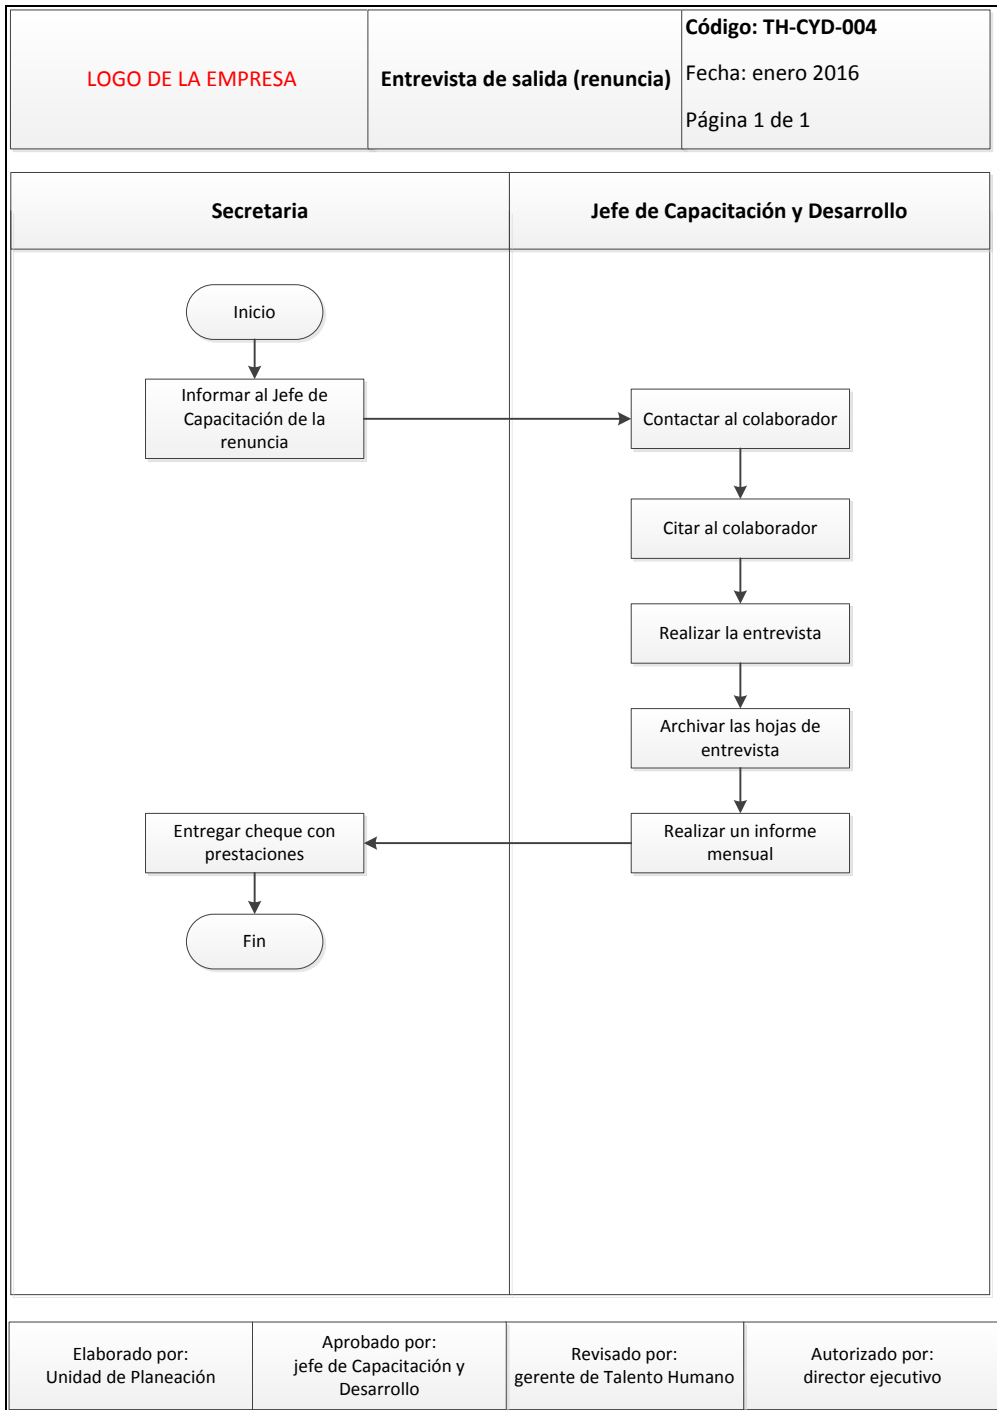 LOGO DE LA EMPRESA
Entrevista de salida (renuncia)
Código: TH-CYD-004
Fecha: enero 2016
Página 1 de 1
Secretaria
Jefe de Capacitación y Desarrollo
Inicio
Informar al Jefe de
Capacitación de la
renuncia
Contactar al colaborador
Citar al colaborador
Realizar la entrevista
Archivar las hojas de
entrevista
Realizar un informe
mensual
Entregar cheque con
prestaciones
Fin
Elaborado por:
Unidad de Planeación
Aprobado por:
jefe de Capacitación y
Desarrollo
Revisado por:
gerente de Talento Humano
Autorizado por:
director ejecutivo